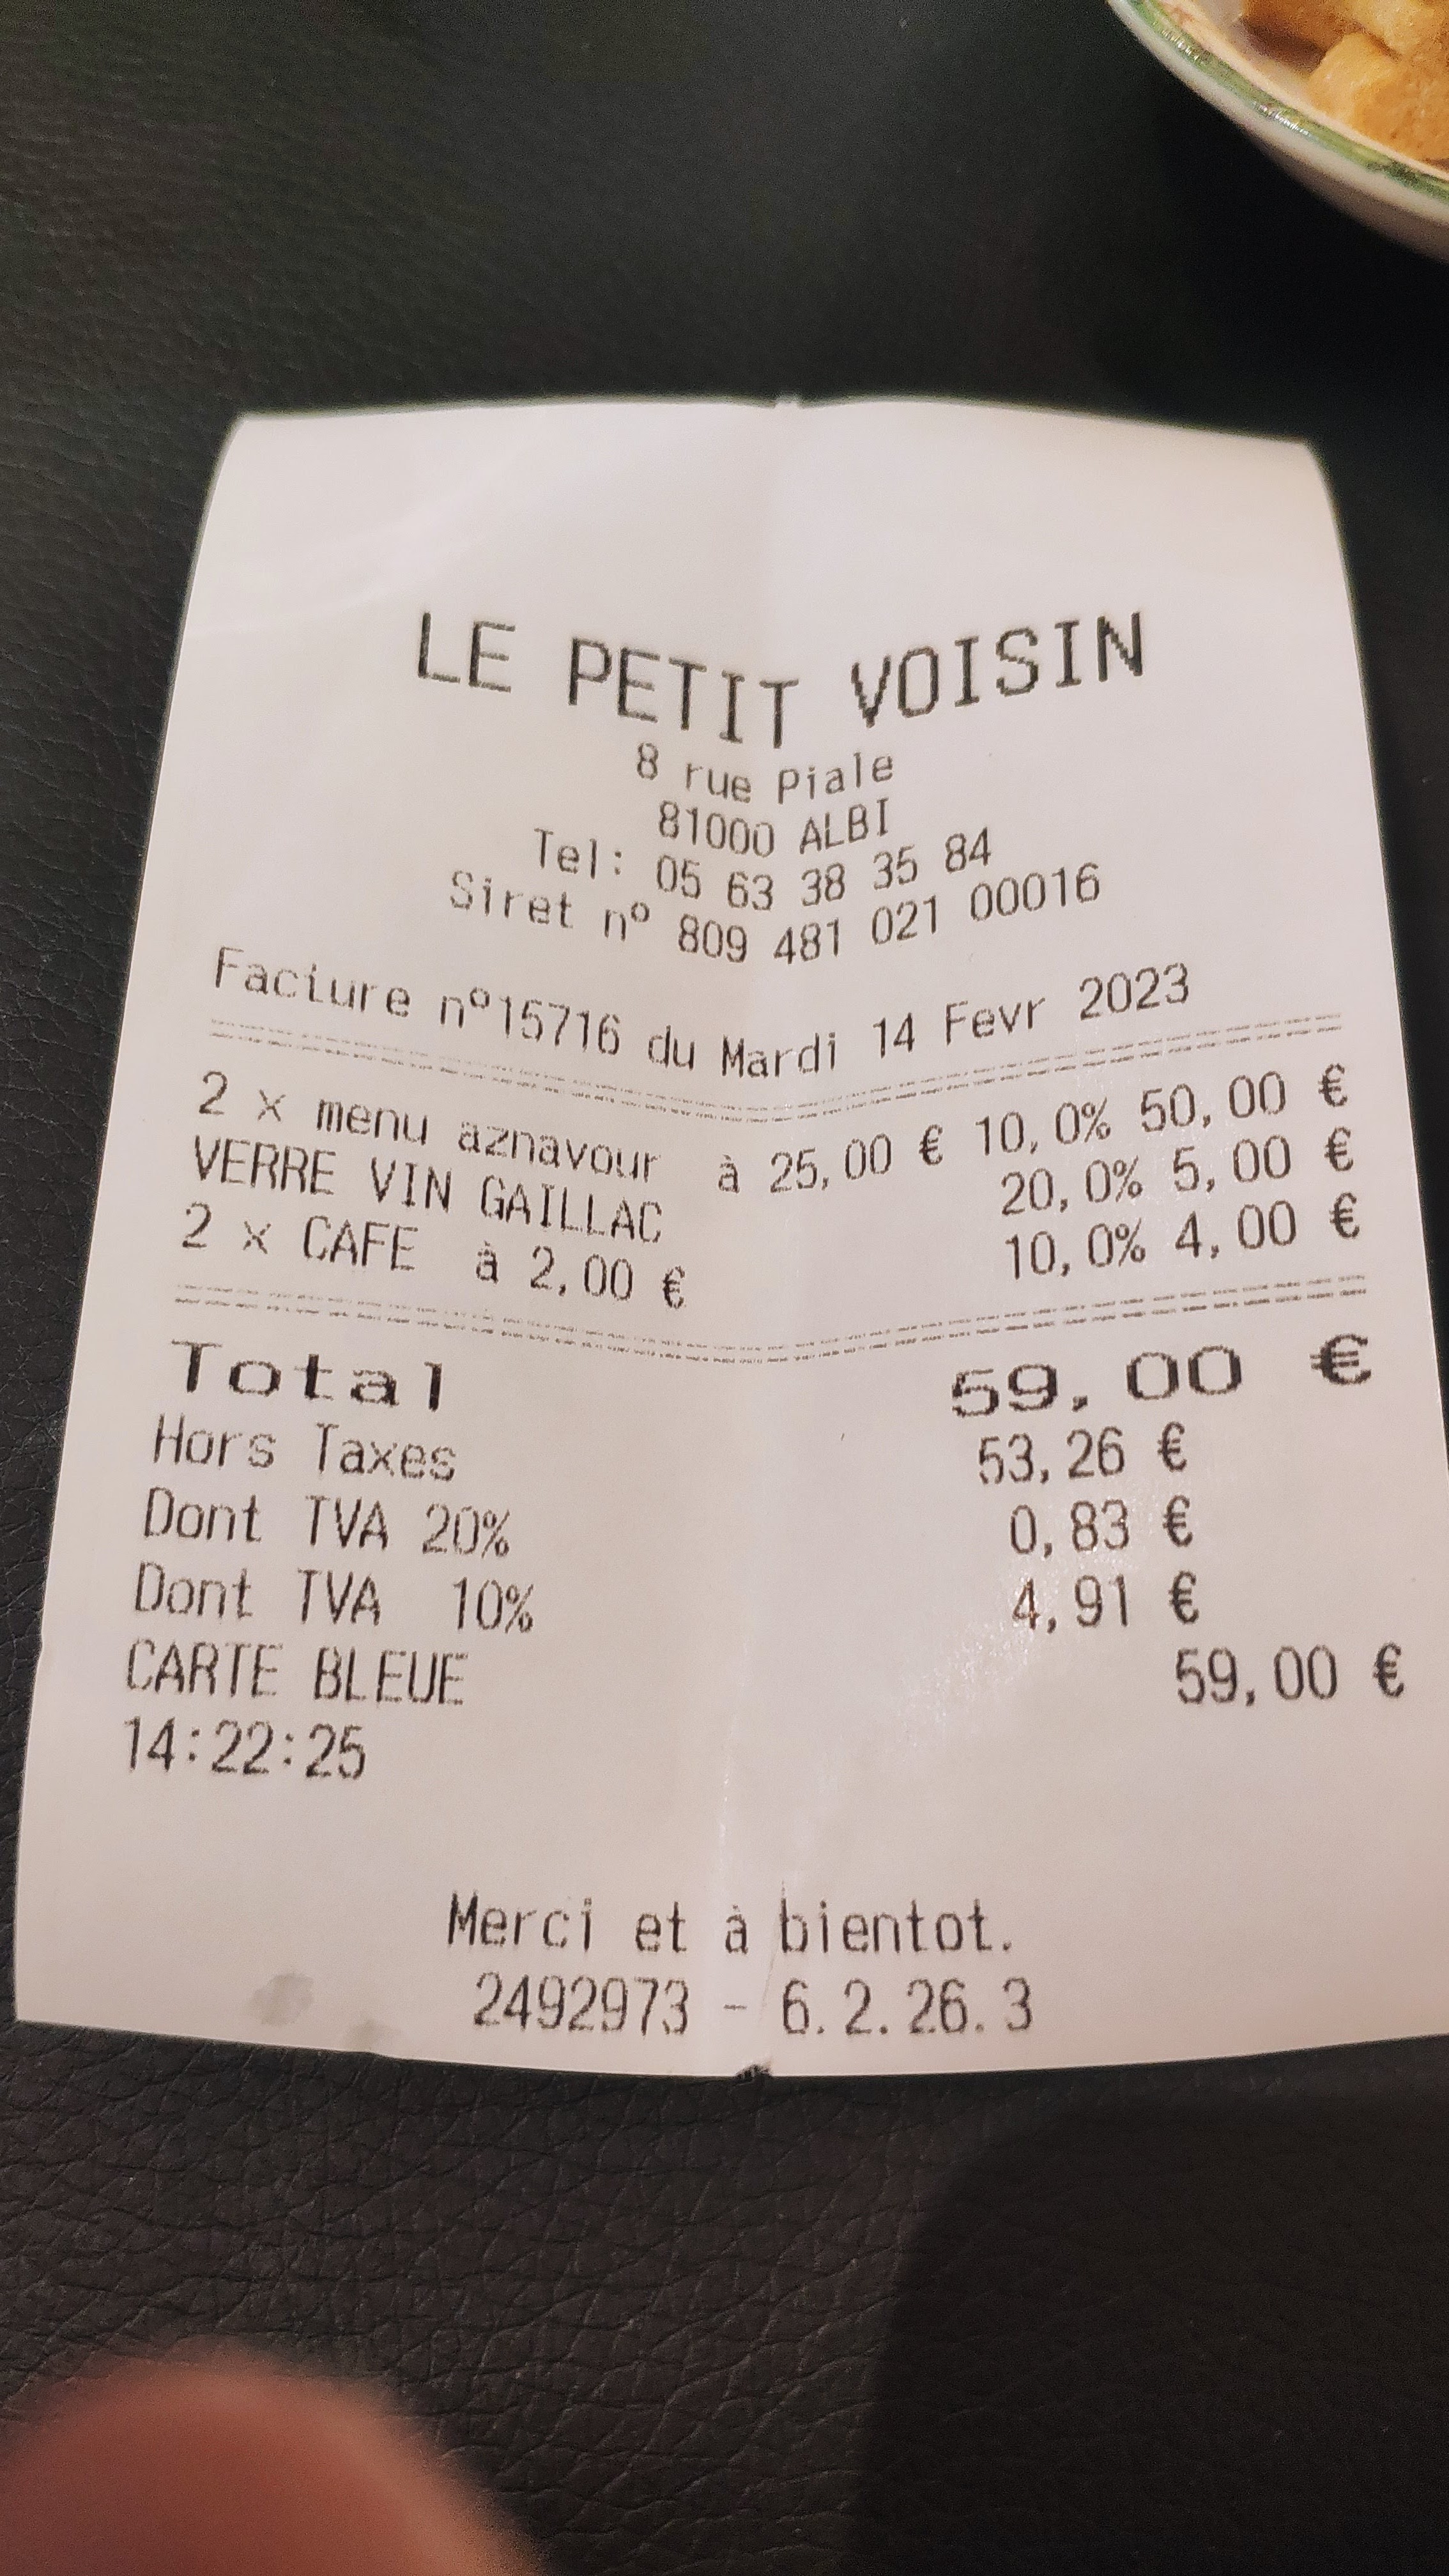 LE PETIT VOISIN
8 rue Piale
81000 ALBI
Tel: 05 63 38 35 84
Siret n° 809 481 021 00016
Facture n°15716 du Mardi 14 Fevr 2023
2 x menu aznavour à 25,00 € 10,0% 50,00 €
VERRE VIN GAILLAC 20,0% 5,00 €
2 x CAFE à 2,00 € 10,0% 4,00 €
Total 59,00 €
Hors Taxes 53,26 €
Dont TVA 20% 0,83 €
Dont TVA 10% 4,91 €
CARTE BLEUE 59,00 €
14:22:25
Merci et à bientot.
2492973 - 6.2.26.3